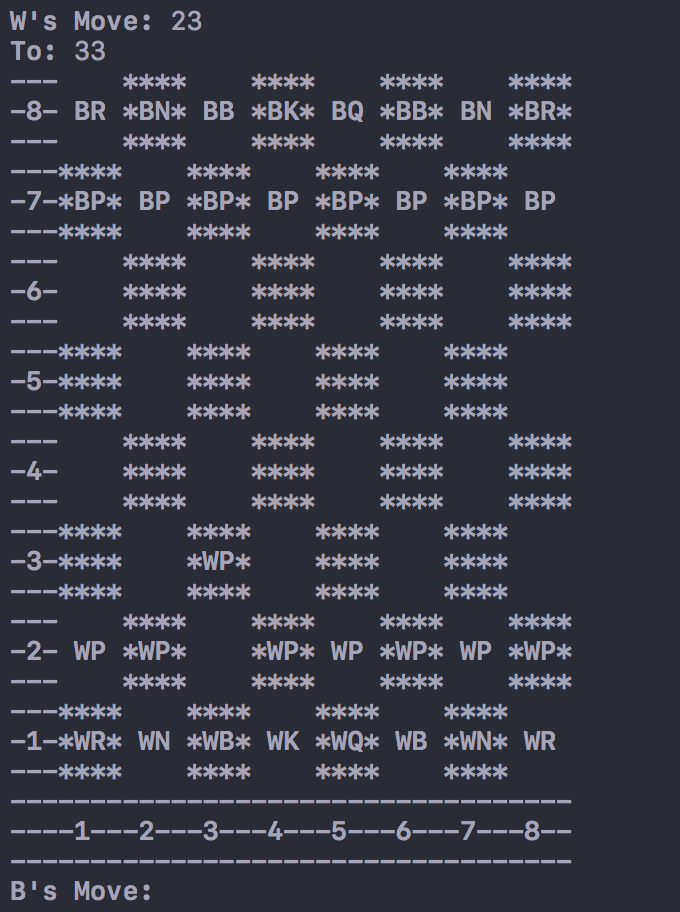 W's Move: 23
To: 33
---    ****    ****    ****    ****
-8- BR *BN* BB *BK* BQ *BB* BN *BR*
---    ****    ****    ****    ****
---****    ****    ****    ****
-7-*BP* BP *BP* BP *BP* BP *BP* BP
---****    ****    ****    ****
---    ****    ****    ****    ****
-6-    ****    ****    ****    ****
---    ****    ****    ****    ****
---****    ****    ****    ****
-5-****    ****    ****    ****
---****    ****    ****    ****
---    ****    ****    ****    ****
-4-    ****    ****    ****    ****
---    ****    ****    ****    ****
---****    ****    ****    ****
-3-****    *WP*    ****    ****
---****    ****    ****    ****
---    ****    ****    ****    ****
-2- WP *WP*    *WP* WP *WP* WP *WP*
---    ****    ****    ****    ****
---****    ****    ****    ****
-1-*WR* WN *WB* WK *WQ* WB *WN* WR
---****    ****    ****    ****
-----------------------------------
----1---2---3---4---5---6---7---8--
-----------------------------------
B's Move: